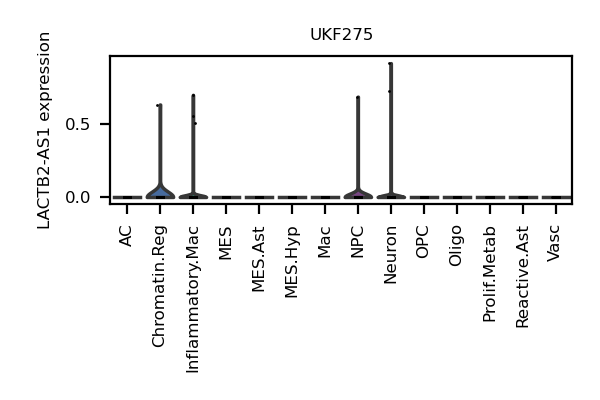 UKF275
LACTB2-AS1 expression
0.5
0.0
AC
Chromatin.Reg
Inflammatory.Mac
MES
MES.Ast
MES.Hyp
Mac
NPC
Neuron
OPC
Oligo
Prolif.Metab
Reactive.Ast
Vasc